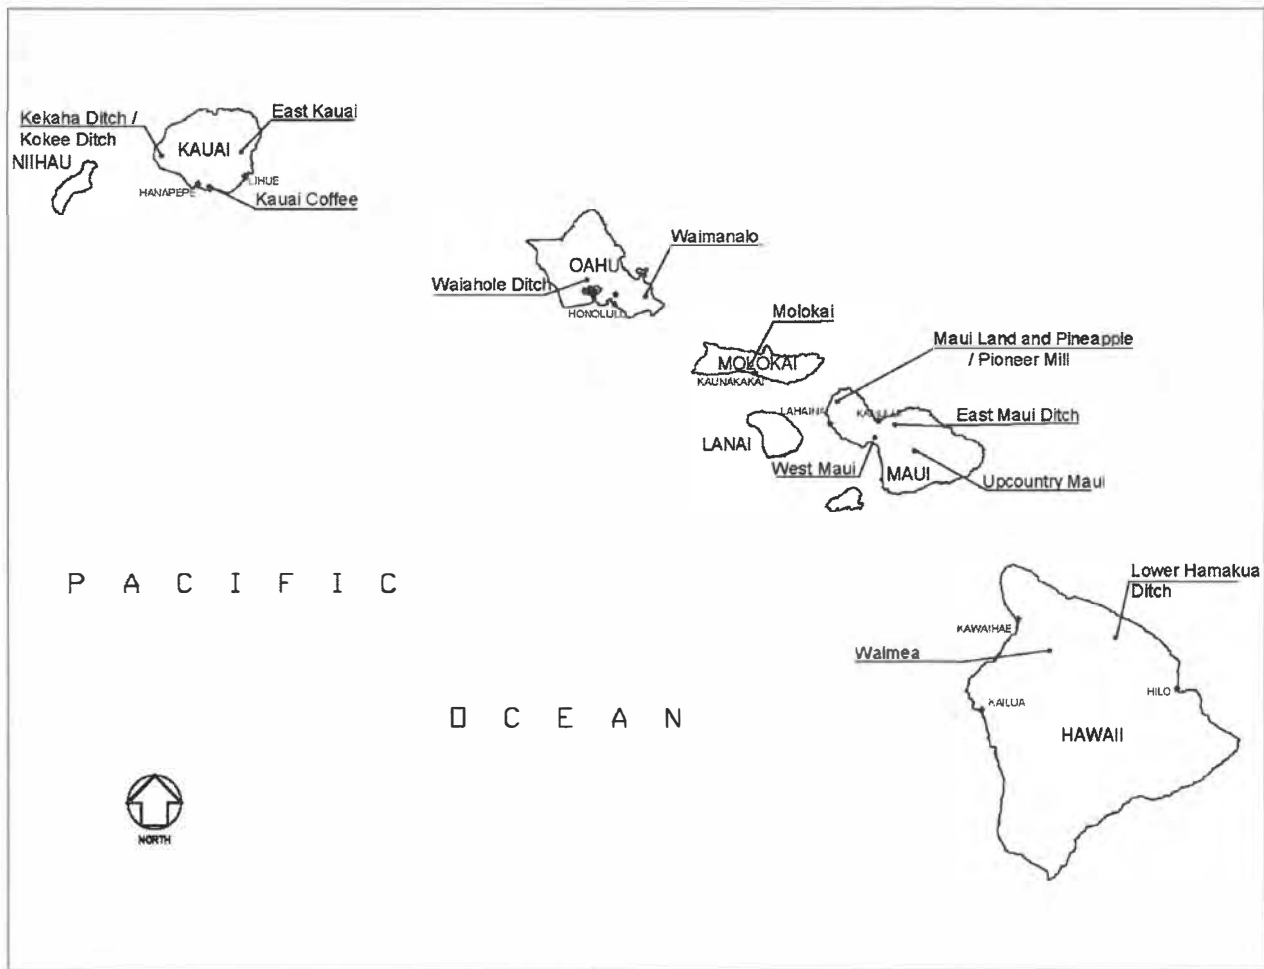 Kekaha Ditch /
Kokee Ditch
East Kauai
KAUAI
NIIHAU
HANAPEPE
LIHUE
Kauai Coffee
Waimanalo
OAHU
Waiahole Ditch
HONOLULU
Molokai
MOLOKAI
KAUNAKAKAI
Maui Land and Pineapple
/ Pioneer Mill
LAHAINA
East Maui Ditch
LANAI
West Maui
MAUI
Upcountry Maui
PACIFIC
Lower Hamakua
Ditch
KAWAIHAE
Waimea
HILO
KAILUA
OCEAN
HAWAII
NORTH